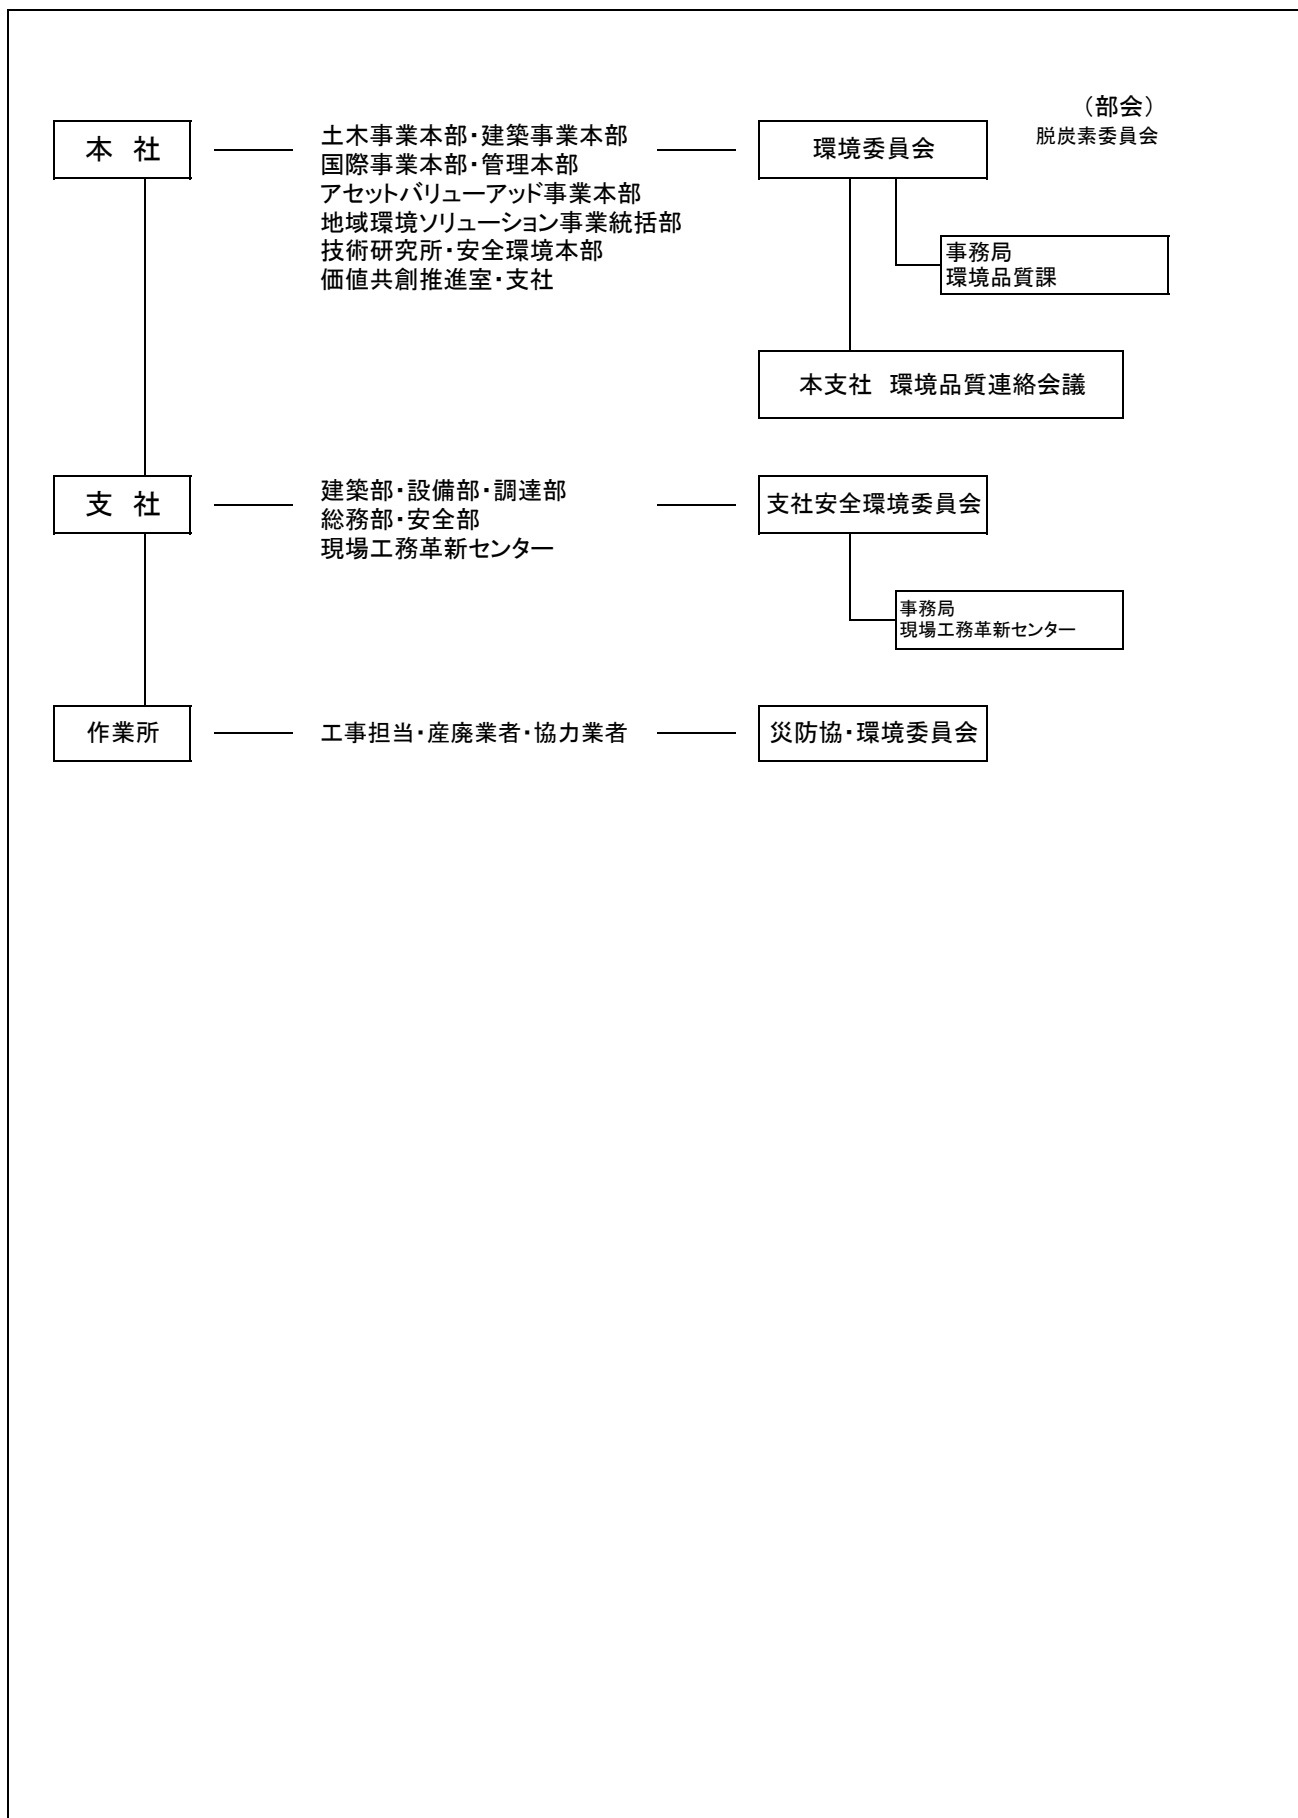 （部会）
本 社
土木事業本部・建築事業本部
国際事業本部・管理本部
アセットバリューアッド事業本部
地域環境ソリューション事業統括部
技術研究所・安全環境本部
価値共創推進室・支社
環境委員会
脱炭素委員会
事務局
環境品質課
本支社 環境品質連絡会議
支 社
建築部・設備部・調達部
総務部・安全部
現場工務革新センター
支社安全環境委員会
事務局
現場工務革新センター
作業所
工事担当・産廃業者・協力業者
災防協・環境委員会